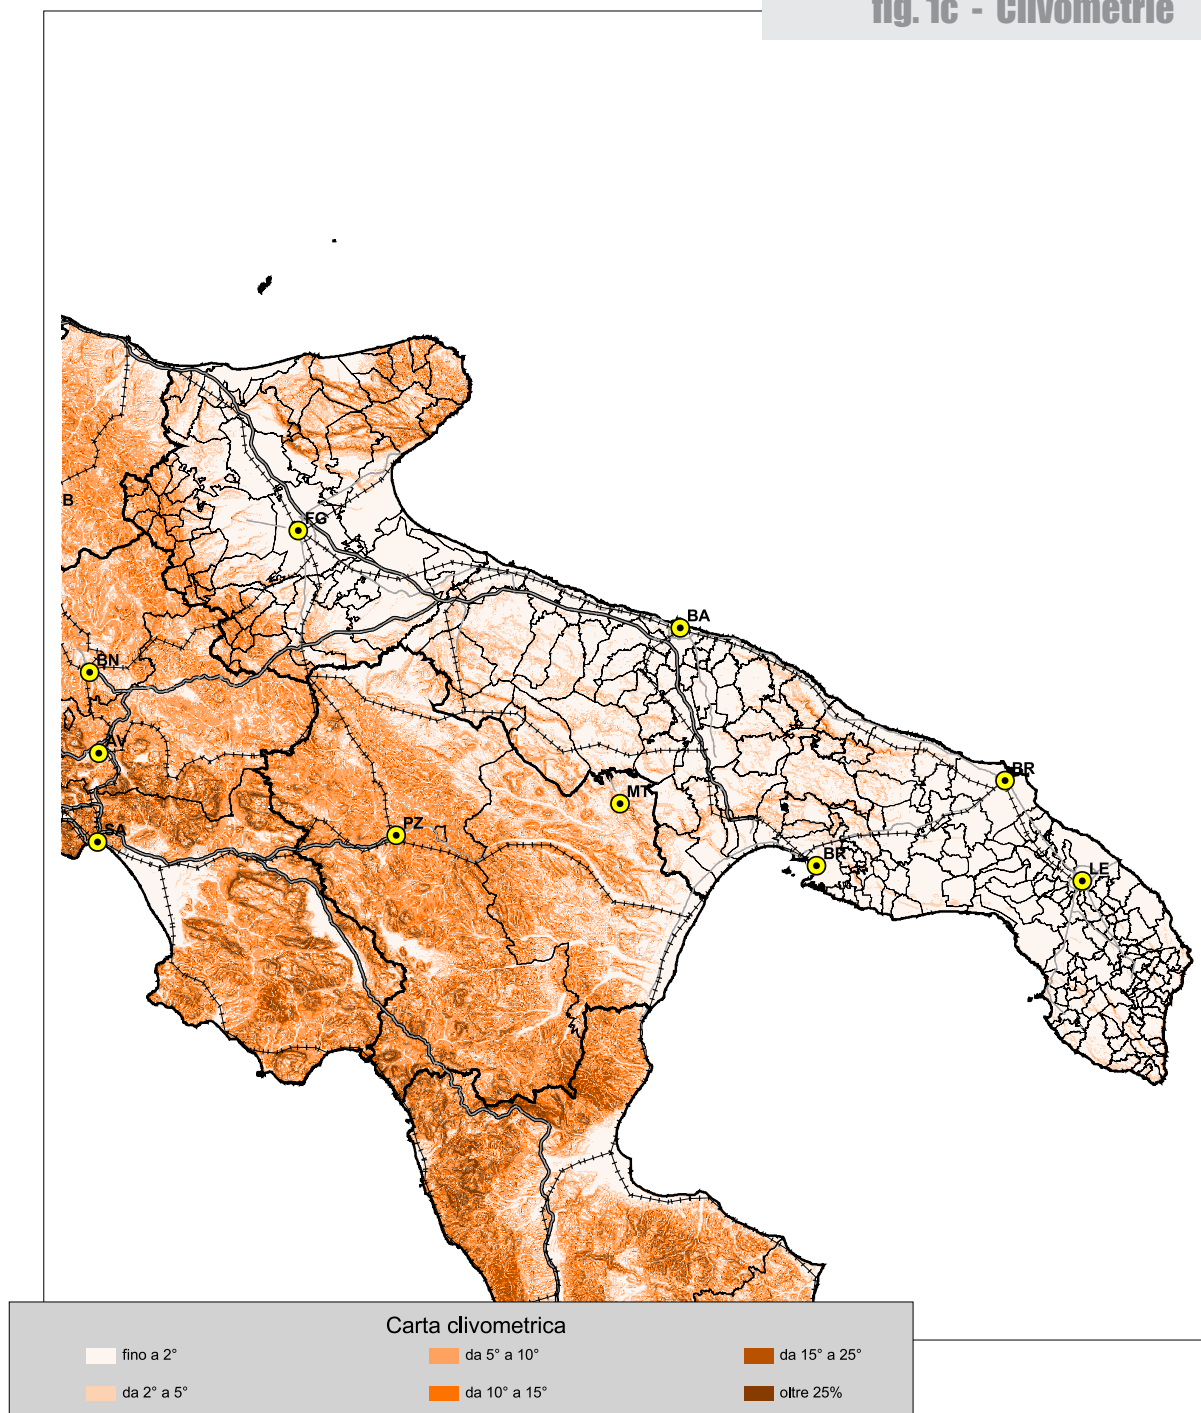 fig. 1c - Clivometrie
B
FG
BA
BN
AV
SA
PZ
MT
BR
BR
LE
Carta clivometrica
fino a 2°
da 5° a 10°
da 15° a 25°
da 2° a 5°
da 10° a 15°
oltre 25%